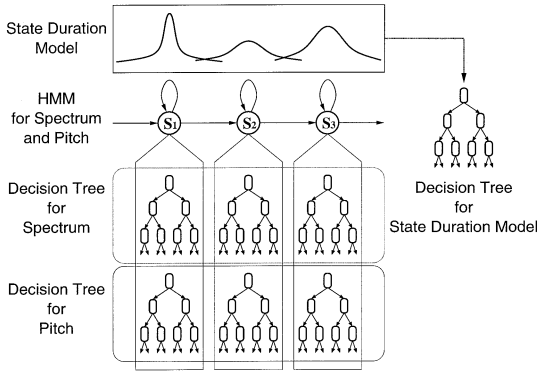 State Duration
Model
HMM
for Spectrum
and Pitch
S1
S2
S3
Decision Tree
for
Spectrum
Decision Tree
for
State Duration Model
Decision Tree
for
Pitch